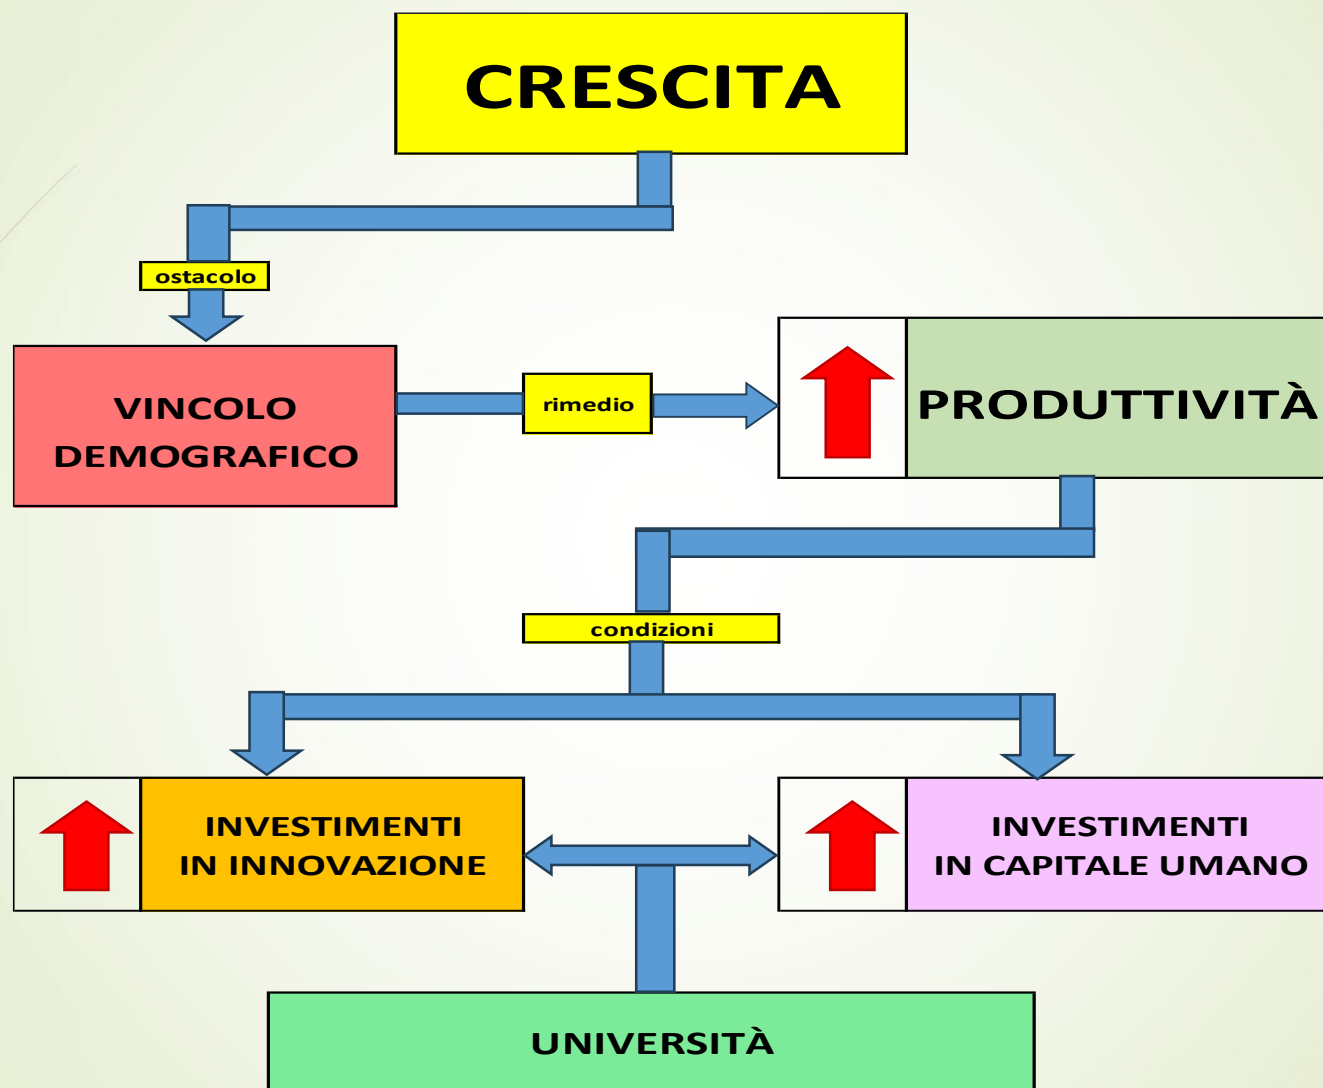 CRESCITA
ostacolo
VINCOLO
DEMOGRAFICO
rimedio
PRODUTTIVITÀ
condizioni
INVESTIMENTI
IN INNOVAZIONE
INVESTIMENTI
IN CAPITALE UMANO
UNIVERSITÀ